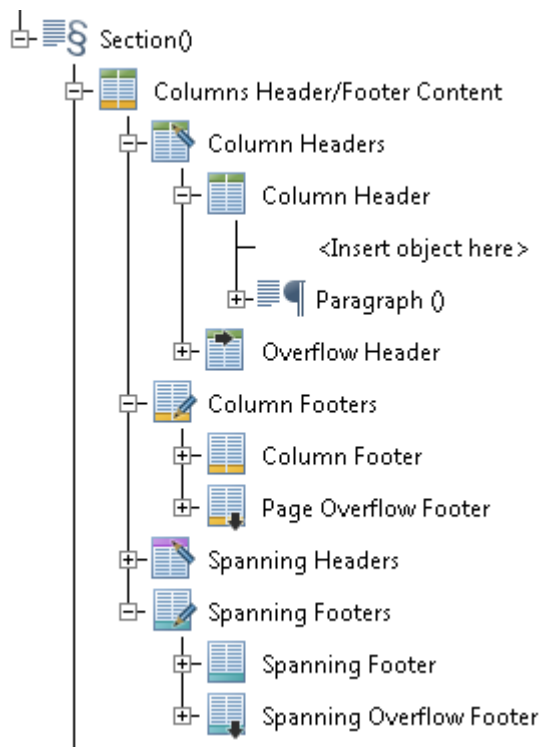 Section()
Columns Header/Footer Content
Column Headers
Column Header
<Insert object here>
Paragraph ()
Overflow Header
Column Footers
Column Footer
Page Overflow Footer
Spanning Headers
Spanning Footers
Spanning Footer
Spanning Overflow Footer